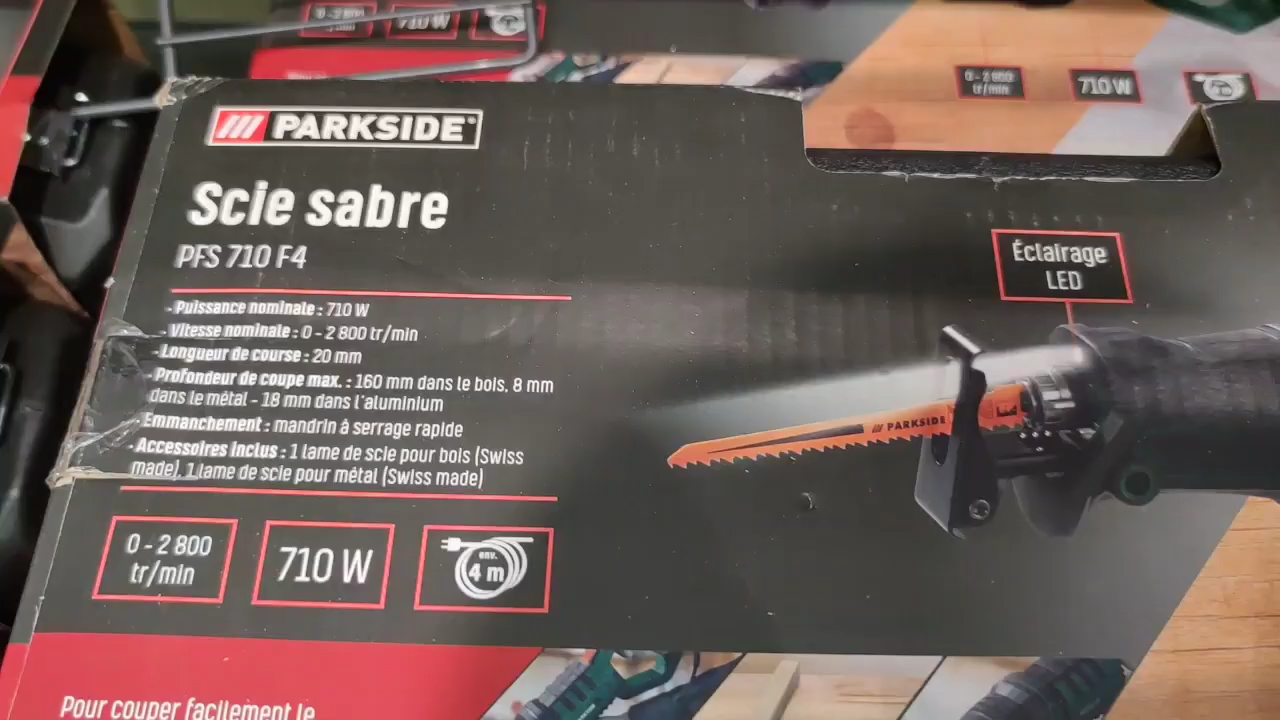 0 - 2 800
710 W
0 - 2 800
tr/min
710 W
PARKSIDE®
Scie sabre
PFS 710 F4
Éclairage
LED
- Puissance nominale : 710 W
- Vitesse nominale : 0 - 2 800 tr/min
- Longueur de course : 20 mm
- Profondeur de coupe max. : 160 mm dans le bois, 8 mm
dans le métal - 18 mm dans l'aluminium
- Emmanchement : mandrin à serrage rapide
- Accessoires inclus : 1 lame de scie pour bois (Swiss
made), 1 lame de scie pour métal (Swiss made)
PARKSIDE
0 - 2 800
tr/min
710 W
env.
4 m
Pour couper facilement le